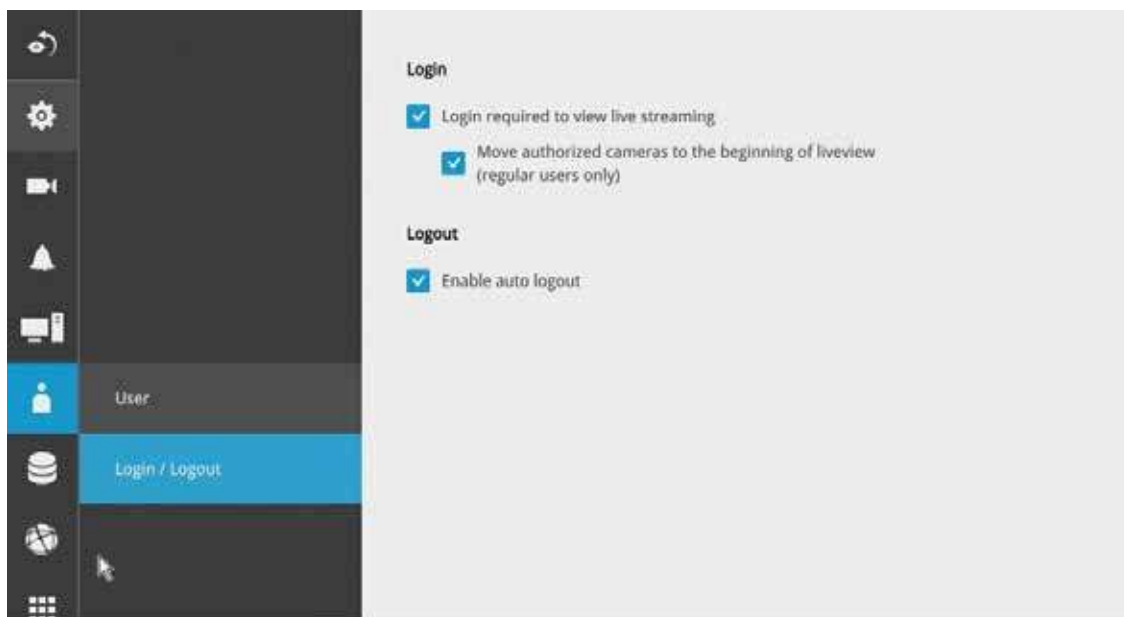 Login
Login required to view live streaming
Move authorized cameras to the beginning of liveview
(regular users only)
Logout
Enable auto logout
User
Login / Logout